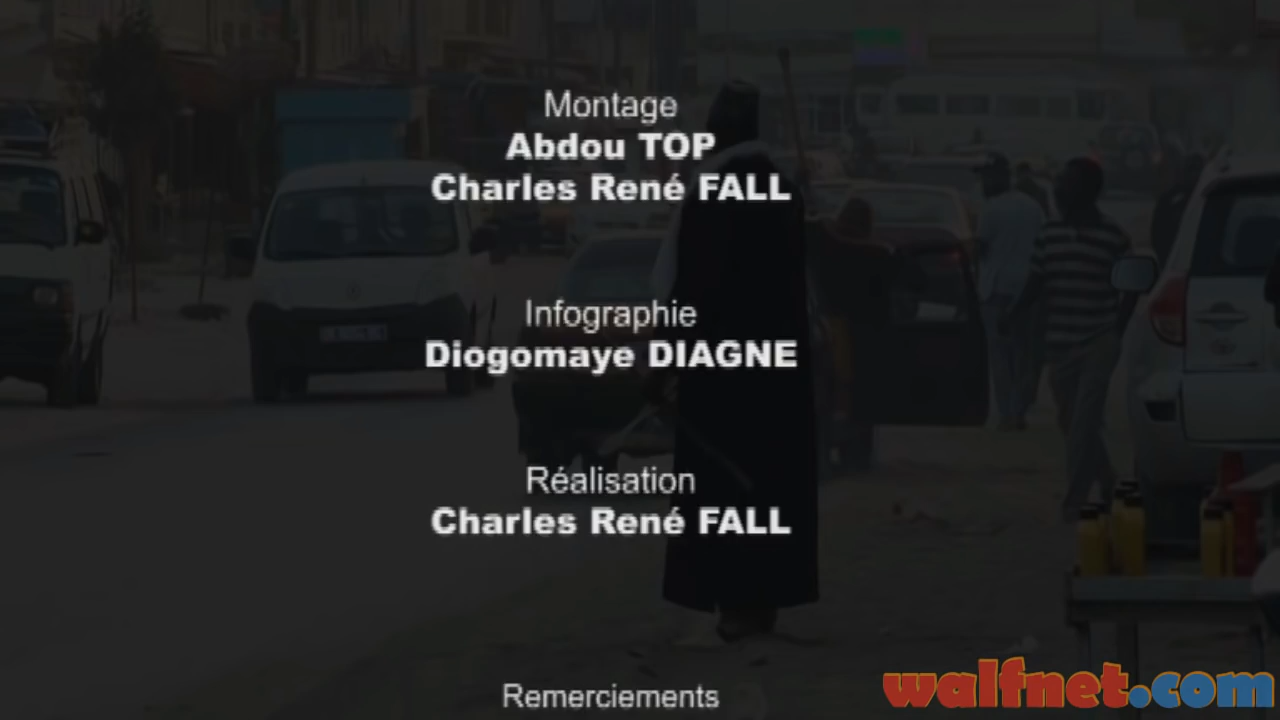 Montage
Abdou TOP
Charles René FALL
Infographie
Diogomaye DIAGNE
Réalisation
Charles René FALL
Remerciements
walfnet.com